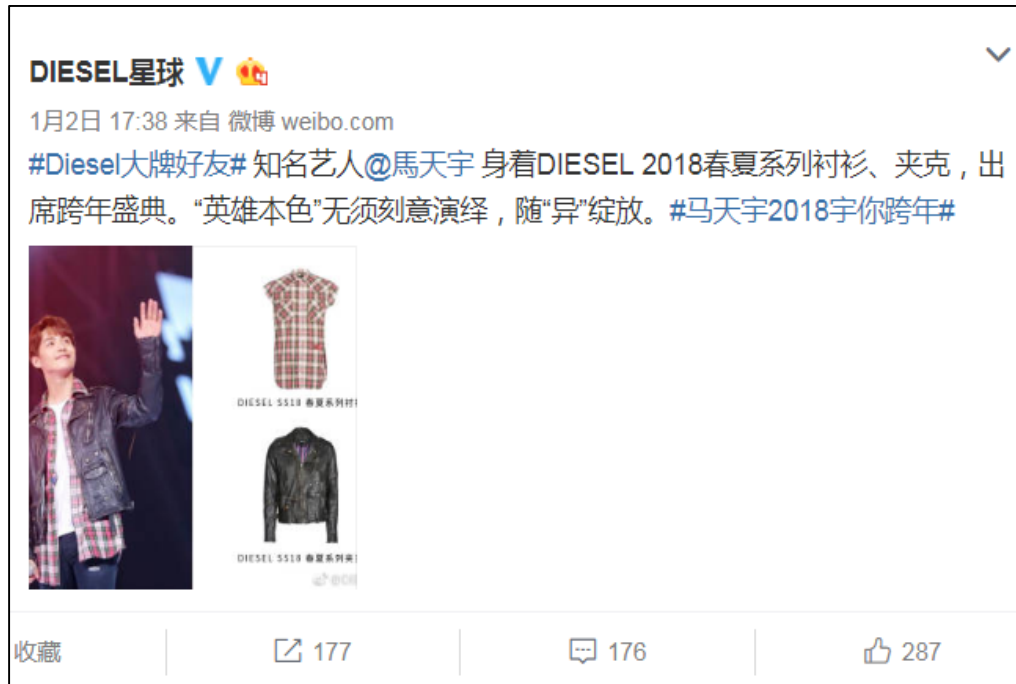 DIESEL星球
1月2日 17:38 来自 微博 weibo.com
#Diesel大牌好友# 知名艺人@馬天宇 身着DIESEL 2018春夏系列衬衫、夹克，出
席跨年盛典。“英雄本色”无须刻意演绎，随“异”绽放。#马天宇2018宇你跨年#
DIESEL SS18 春夏系列衬
DIESEL SS18 春夏系列夹
收藏
177
176
287